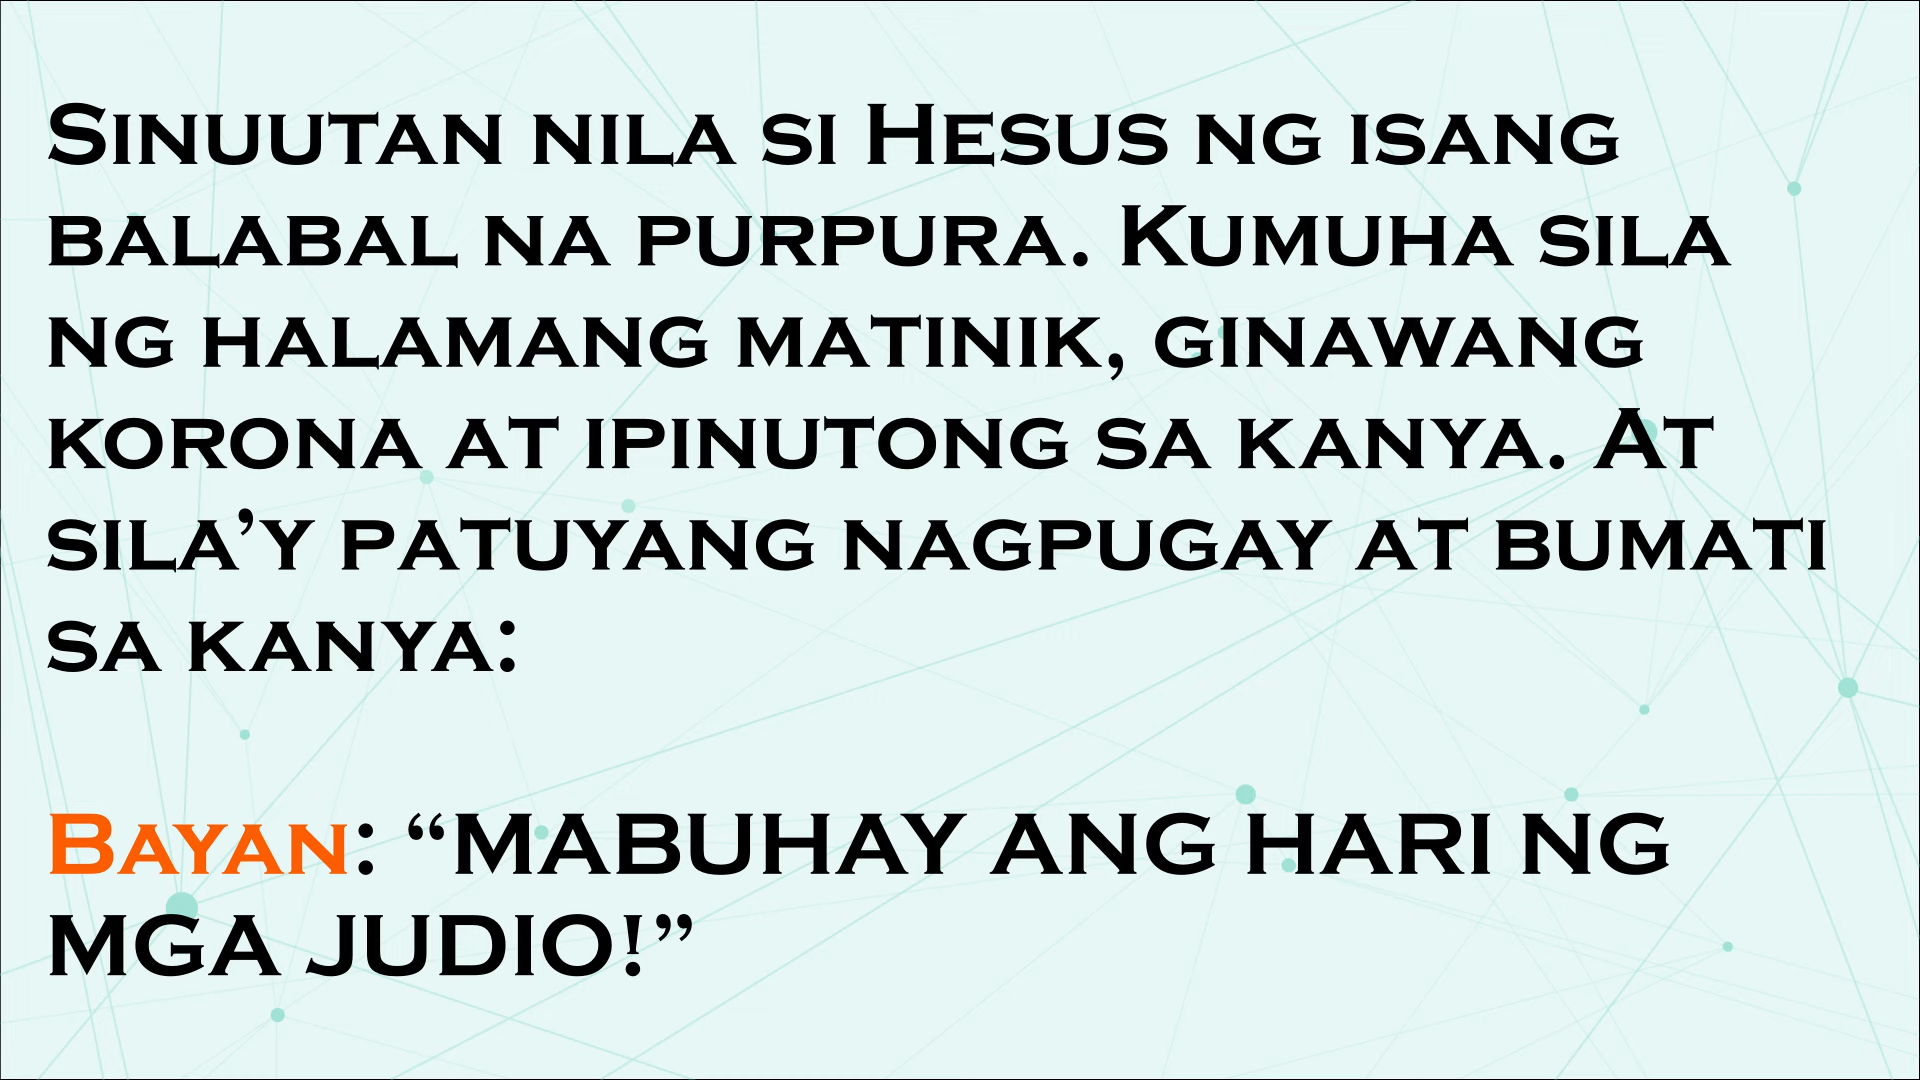 Sinuutan nila si Hesus ng isang
balabal na purpura. Kumuha sila
ng halamang matinik, ginawang
korona at ipinutong sa kanya. At
sila’y patuyang nagpugay at bumati
sa kanya:
Bayan: “MABUHAY ANG HARI NG
MGA JUDIO!”